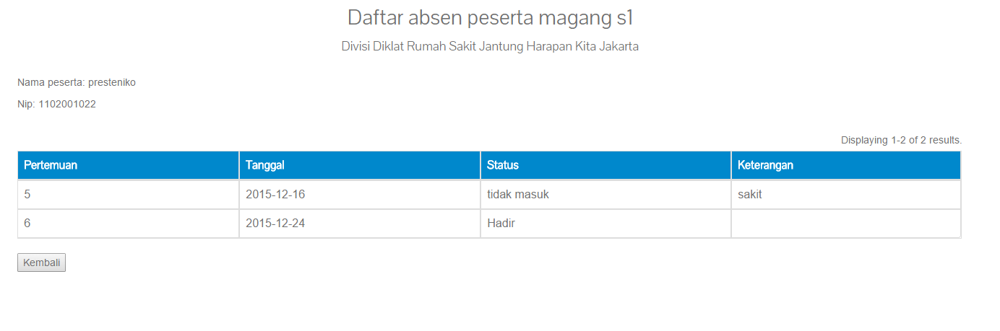 Daftar absen peserta magang s1
Divisi Diklat Rumah Sakit Jantung Harapan Kita Jakarta
Nama peserta: presteniko
Nip: 1102001022
Displaying 1-2 of 2 results.
Pertemuan Tanggal Status Keterangan
5 2015-12-16 tidak masuk sakit
6 2015-12-24 Hadir
Kembali